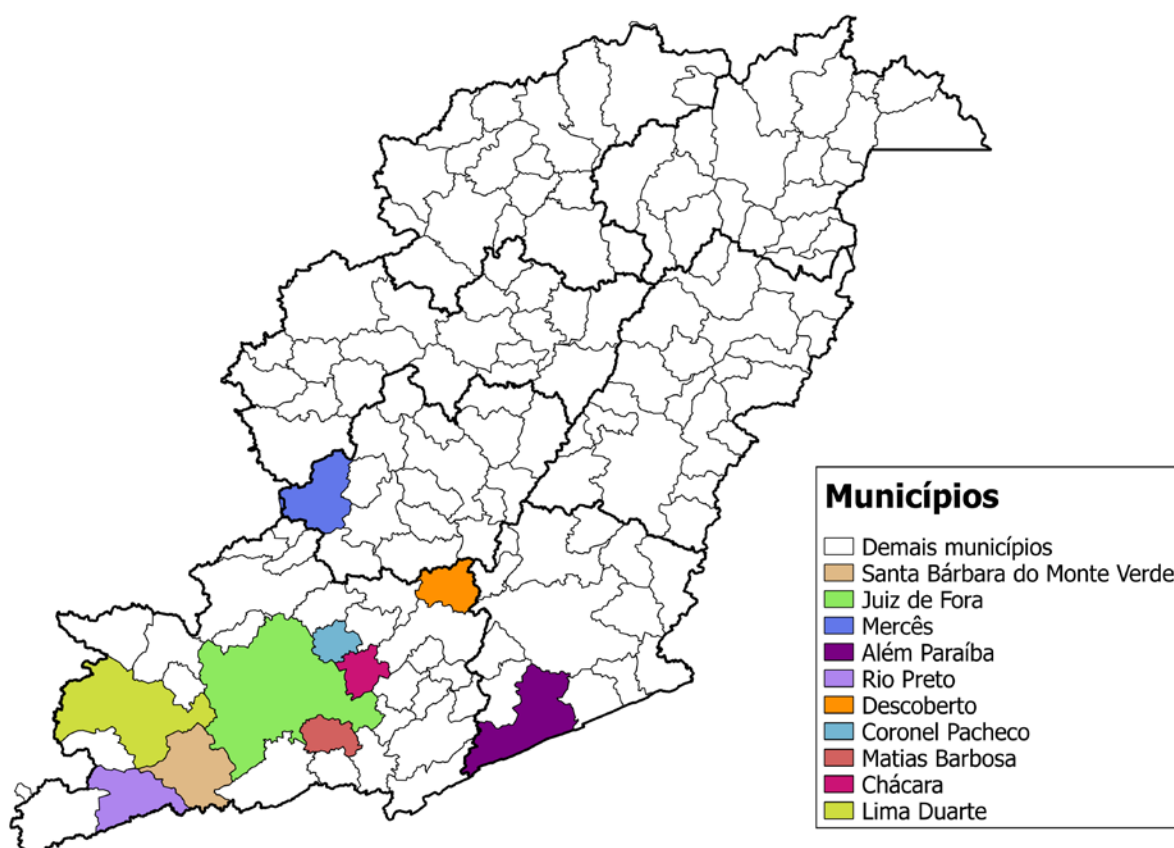 Municípios
Demais municípios
Santa Bárbara do Monte Verde
Juiz de Fora
Mercês
Além Paraíba
Rio Preto
Descoberto
Coronel Pacheco
Matias Barbosa
Chácara
Lima Duarte